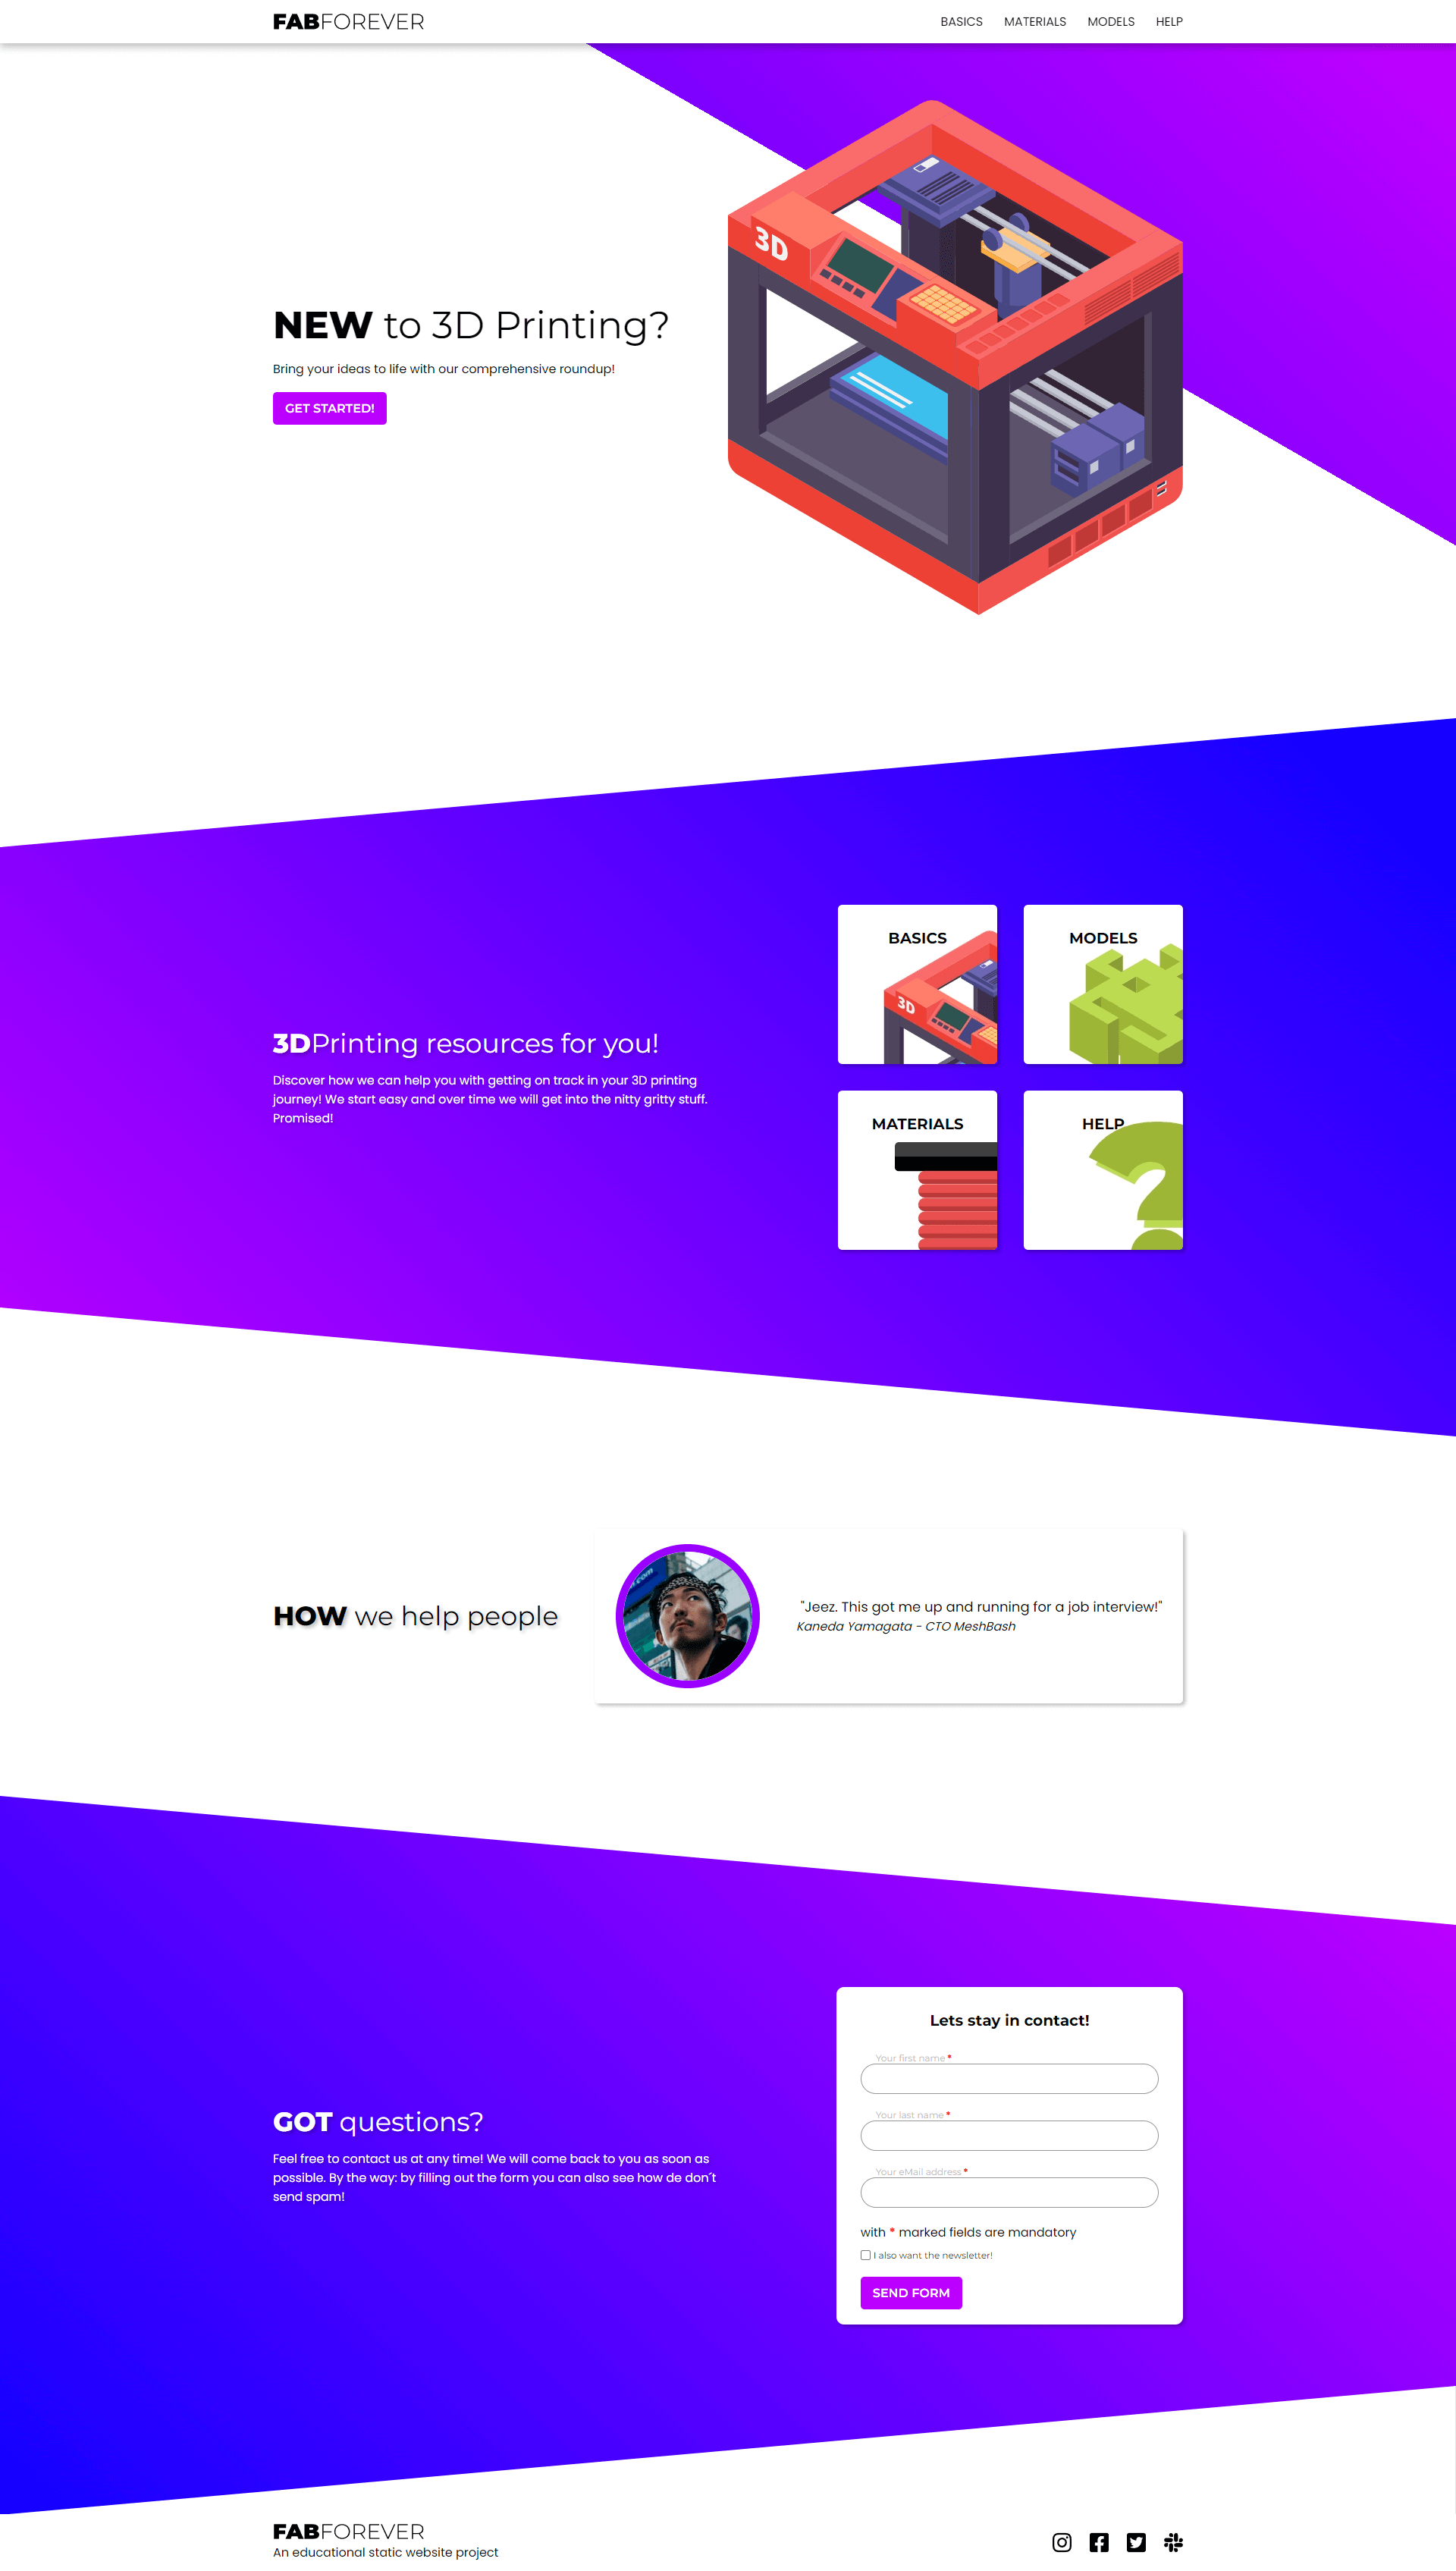 FABFOREVER
BASICS MATERIALS MODELS HELP
3D
NEW to 3D Printing?
Bring your ideas to life with our comprehensive roundup!
GET STARTED!
BASICS
3D
MODELS
3DPrinting resources for you!
Discover how we can help you with getting on track in your 3D printing
journey! We start easy and over time we will get into the nitty gritty stuff.
Promised!
MATERIALS
HELP
?
HOW we help people
"Jeez. This got me up and running for a job interview!"
Kaneda Yamagata - CTO MeshBash
GOT questions?
Feel free to contact us at any time! We will come back to you as soon as
possible. By the way: by filling out the form you can also see how de don´t
send spam!
Lets stay in contact!
Your first name *
Your last name *
Your eMail address *
with * marked fields are mandatory
I also want the newsletter!
SEND FORM
FABFOREVER
An educational static website project